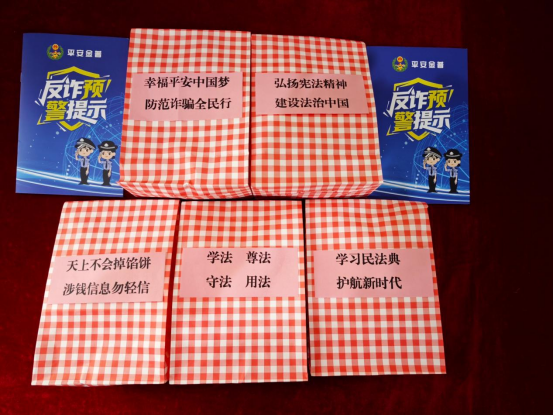 平安金普
反诈预
警提示
幸福平安中国梦
防范诈骗全民行
弘扬宪法精神
建设法治中国
平安金普
反诈预
警提示
天上不会掉馅饼
涉钱信息勿轻信
学法 尊法
守法 用法
学习民法典
护航新时代